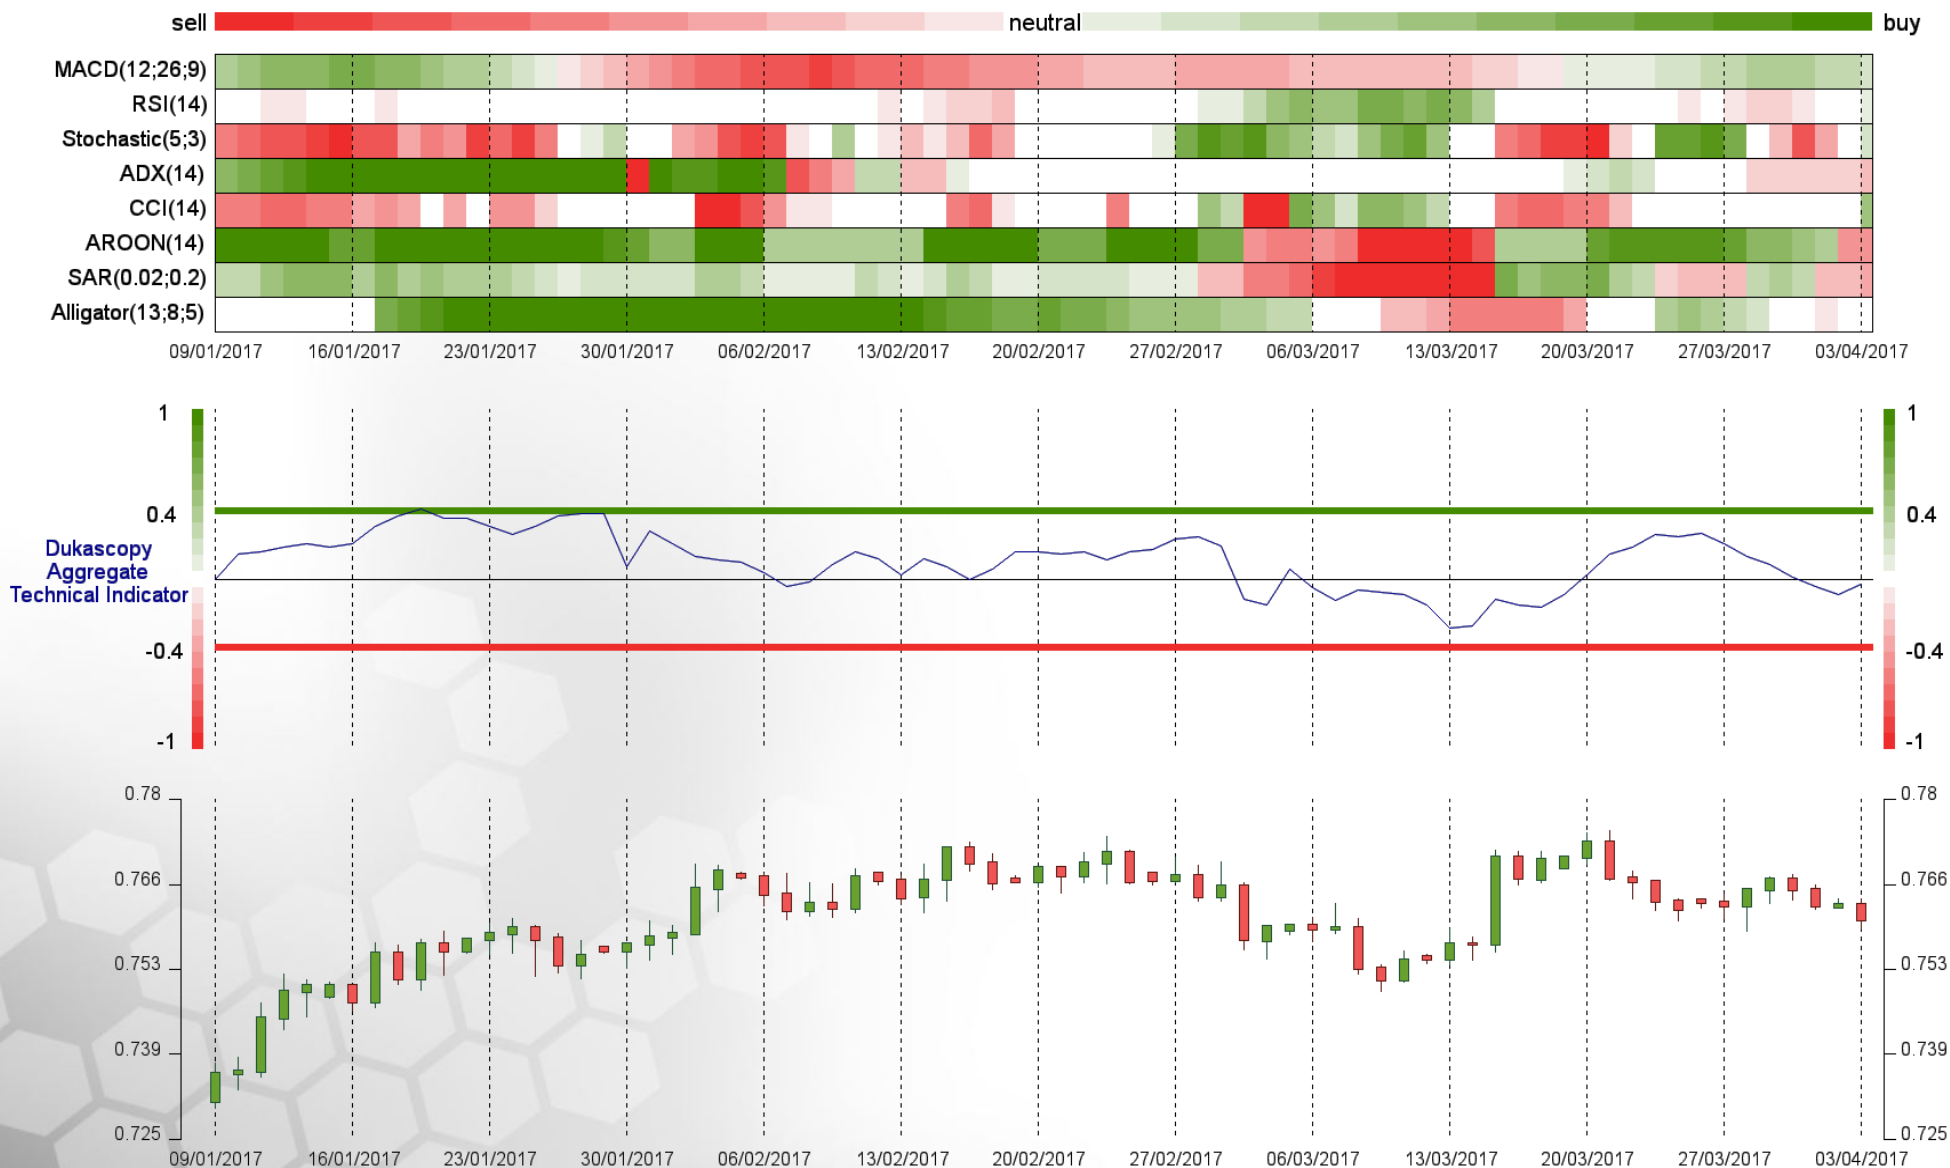 sell neutral buy
MACD(12;26;9)
RSI(14)
Stochastic(5;3)
ADX(14)
CCI(14)
AROON(14)
SAR(0.02;0.2)
Alligator(13;8;5)
09/01/2017 16/01/2017 23/01/2017 30/01/2017 06/02/2017 13/02/2017 20/02/2017 27/02/2017 06/03/2017 13/03/2017 20/03/2017 27/03/2017 03/04/2017
1 1
0.4 0.4
Dukascopy
Aggregate
Technical Indicator
-0.4 -0.4
-1 -1
0.78 0.78
0.766 0.766
0.753 0.753
0.739 0.739
0.725 0.725
09/01/2017 16/01/2017 23/01/2017 30/01/2017 06/02/2017 13/02/2017 20/02/2017 27/02/2017 06/03/2017 13/03/2017 20/03/2017 27/03/2017 03/04/2017